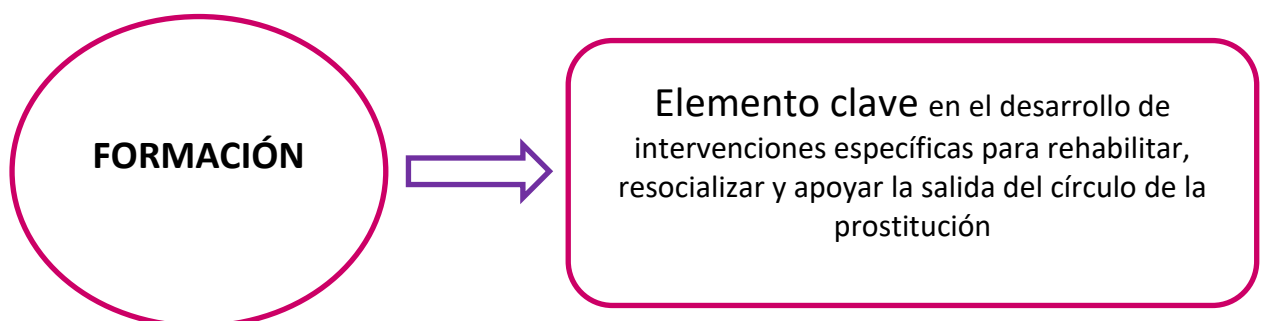 FORMACIÓN
Elemento clave en el desarrollo de
intervenciones específicas para rehabilitar,
resocializar y apoyar la salida del círculo de la
prostitución